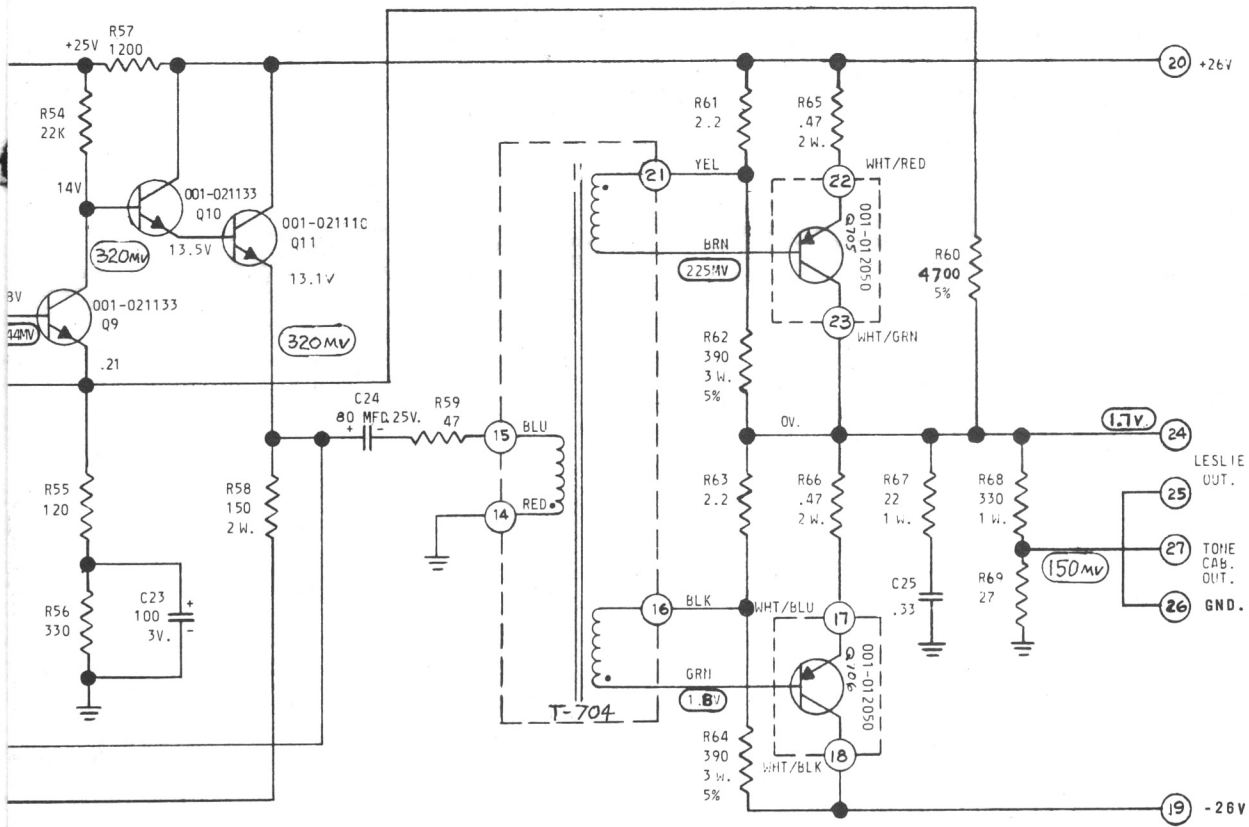 R57
1200
+25V
R54
22K
14V
001-021133
Q10
320MV
13.5V
001-021110
Q11
13.1V
320MV
001-021133
Q9
44MV
.21
R55
120
R56
330
C23
100
3V.
+
-
R58
150
2 W.
C24
80 MFD. 25V.
+ -
R59
47
15
BLU
14
RED
T-704
21
YEL
BRN
225MV
16
BLK
GRN
1.8V
R61
2.2
R62
390
3 W.
5%
R63
2.2
R64
390
3 W.
5%
R65
.47
2 W.
WHT/RED
22
Q705
001-012050
23
WHT/GRN
0V.
R66
.47
2 W.
WHT/BLU
17
Q706
001-012050
18
WHT/BLK
R60
4700
5%
R67
22
1 W.
C25
.33
R68
330
1 W.
R69
27
150MV
1.7V.
20 +26V
24
LESLIE
OUT.
25
27
TONE
CAB.
OUT.
26 GND.
19 -26V